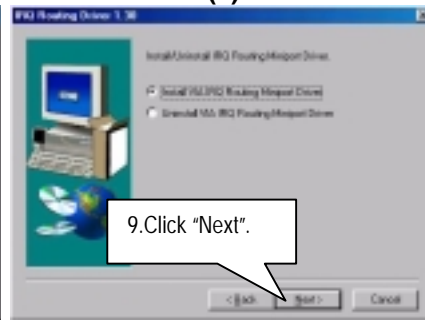 IRQ Routing Driver 1.30
Install/Uninstall IRQ Routing Miniport Driver.
Install VIA IRQ Routing Miniport Driver
Uninstall VIA IRQ Routing Miniport Driver
9.Click “Next”.
< Back
Next >
Cancel